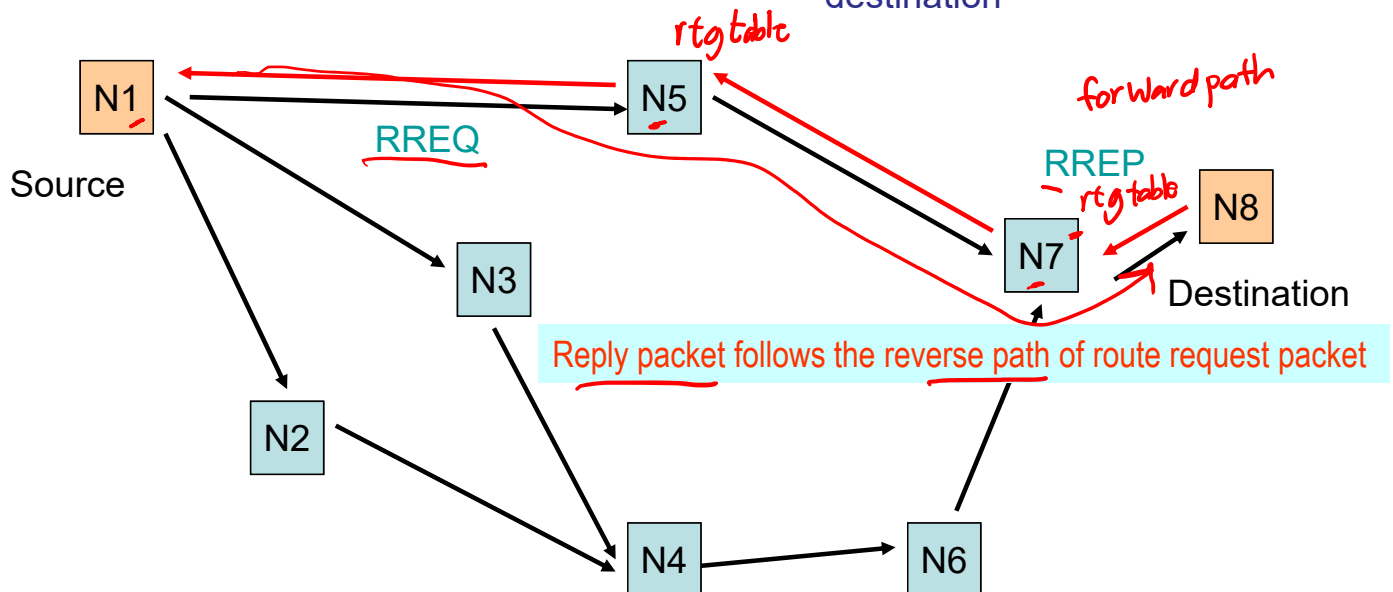 destination
rtg table
N1
N5
forward path
RREQ
RREP
Source
rtg table
N8
N7
N3
Destination
Reply packet follows the reverse path of route request packet
N2
N4
N6